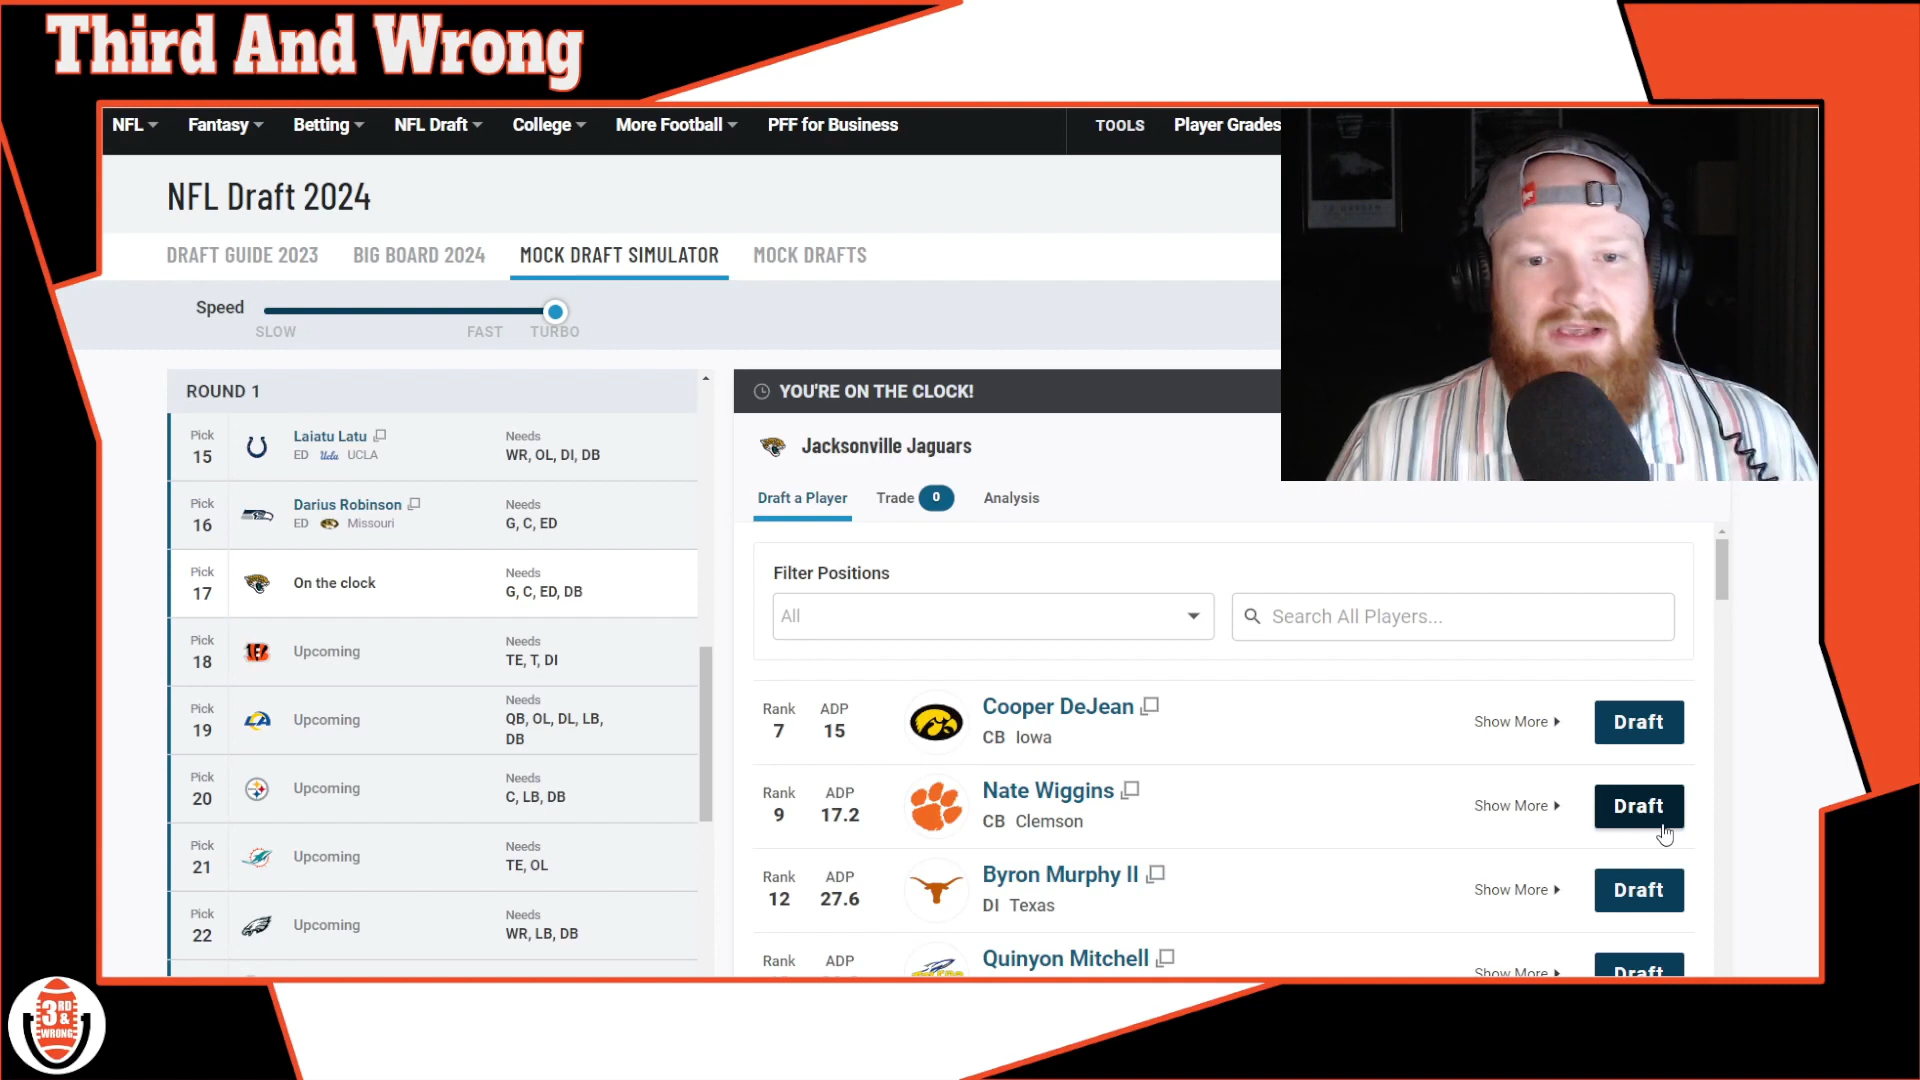 Third And Wrong
NFL Fantasy Betting NFL Draft College More Football PFF for Business TOOLS Player Grades
NFL Draft 2024
DRAFT GUIDE 2023 BIG BOARD 2024 MOCK DRAFT SIMULATOR MOCK DRAFTS
Speed
SLOW FAST TURBO
ROUND 1
Pick 15 Laiatu Latu Needs
ED Ucla UCLA WR, OL, DI, DB
Pick 16 Darius Robinson Needs
ED Missouri G, C, ED
Pick 17 On the clock Needs
G, C, ED, DB
Pick 18 Upcoming Needs
TE, T, DI
Pick 19 Upcoming Needs
QB, OL, DL, LB,
DB
Pick 20 Upcoming Needs
C, LB, DB
Pick 21 Upcoming Needs
TE, OL
Pick 22 Upcoming Needs
WR, LB, DB
YOU'RE ON THE CLOCK!
Jacksonville Jaguars
Draft a Player Trade 0 Analysis
Filter Positions
All Search All Players...
Rank ADP Cooper DeJean Show More Draft
7 15 CB Iowa
Rank ADP Nate Wiggins Show More Draft
9 17.2 CB Clemson
Rank ADP Byron Murphy II Show More Draft
12 27.6 DI Texas
Rank ADP Quinyon Mitchell Show More Draft
3RD
&
WRONG